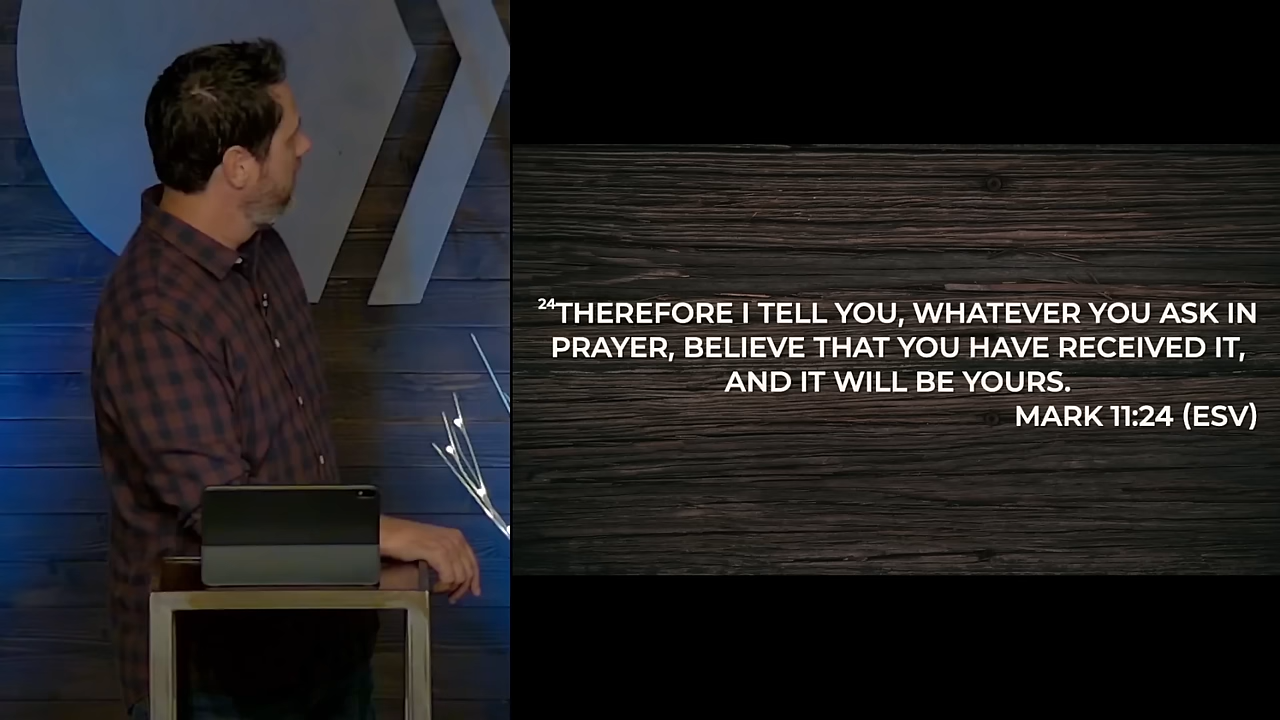 24THEREFORE I TELL YOU, WHATEVER YOU ASK IN
PRAYER, BELIEVE THAT YOU HAVE RECEIVED IT,
AND IT WILL BE YOURS.
MARK 11:24 (ESV)